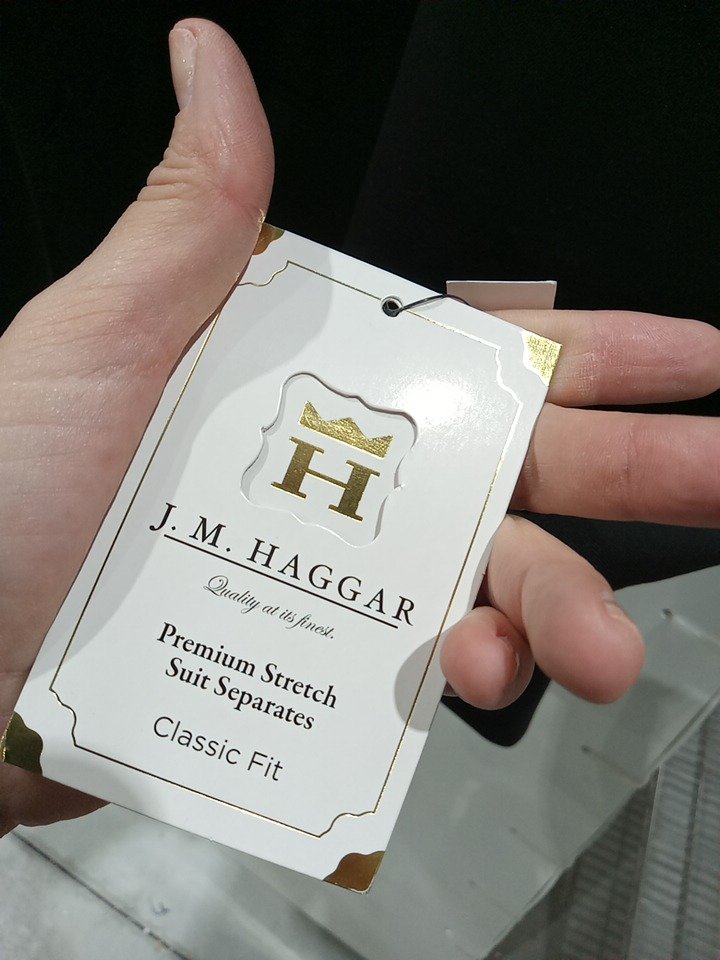 H
J. M. HAGGAR
Quality at its finest.
Premium Stretch
Suit Separates
Classic Fit